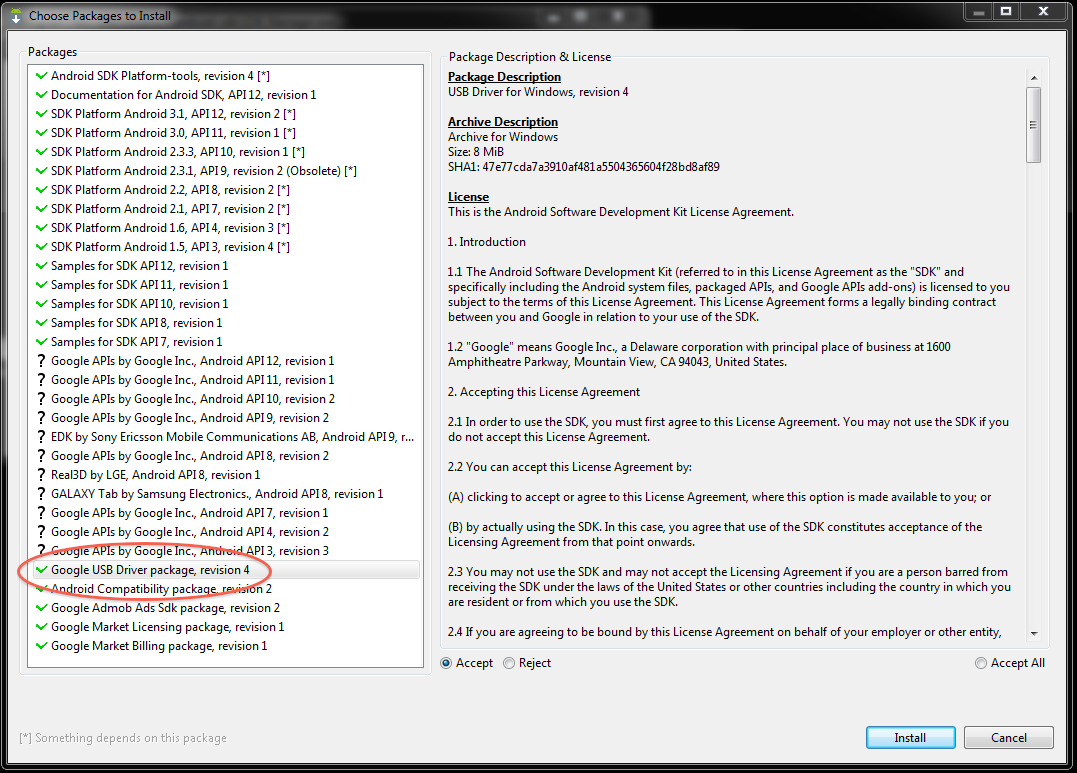 Choose Packages to Install
Packages
Android SDK Platform-tools, revision 4 [*]
Documentation for Android SDK, API 12, revision 1
SDK Platform Android 3.1, API 12, revision 2 [*]
SDK Platform Android 3.0, API 11, revision 1 [*]
SDK Platform Android 2.3.3, API 10, revision 1 [*]
SDK Platform Android 2.3.1, API 9, revision 2 (Obsolete) [*]
SDK Platform Android 2.2, API 8, revision 2 [*]
SDK Platform Android 2.1, API 7, revision 2 [*]
SDK Platform Android 1.6, API 4, revision 3 [*]
SDK Platform Android 1.5, API 3, revision 4 [*]
Samples for SDK API 12, revision 1
Samples for SDK API 11, revision 1
Samples for SDK API 10, revision 1
Samples for SDK API 8, revision 1
Samples for SDK API 7, revision 1
? Google APIs by Google Inc., Android API 12, revision 1
? Google APIs by Google Inc., Android API 11, revision 1
? Google APIs by Google Inc., Android API 10, revision 2
? Google APIs by Google Inc., Android API 9, revision 2
? EDK by Sony Ericsson Mobile Communications AB, Android API 9, r...
? Google APIs by Google Inc., Android API 8, revision 2
? Real3D by LGE, Android API 8, revision 1
? GALAXY Tab by Samsung Electronics., Android API 8, revision 1
? Google APIs by Google Inc., Android API 7, revision 1
? Google APIs by Google Inc., Android API 4, revision 2
? Google APIs by Google Inc., Android API 3, revision 3
Google USB Driver package, revision 4
Android Compatibility package, revision 2
Google Admob Ads Sdk package, revision 2
Google Market Licensing package, revision 1
Google Market Billing package, revision 1
Package Description & License
Package Description
USB Driver for Windows, revision 4
Archive Description
Archive for Windows
Size: 8 MiB
SHA1: 47e77cda7a3910af481a5504365604f28bd8af89
License
This is the Android Software Development Kit License Agreement.
1. Introduction
1.1 The Android Software Development Kit (referred to in this License Agreement as the "SDK" and
specifically including the Android system files, packaged APIs, and Google APIs add-ons) is licensed to you
subject to the terms of this License Agreement. This License Agreement forms a legally binding contract
between you and Google in relation to your use of the SDK.
1.2 "Google" means Google Inc., a Delaware corporation with principal place of business at 1600
Amphitheatre Parkway, Mountain View, CA 94043, United States.
2. Accepting this License Agreement
2.1 In order to use the SDK, you must first agree to this License Agreement. You may not use the SDK if you
do not accept this License Agreement.
2.2 You can accept this License Agreement by:
(A) clicking to accept or agree to this License Agreement, where this option is made available to you; or
(B) by actually using the SDK. In this case, you agree that use of the SDK constitutes acceptance of the
Licensing Agreement from that point onwards.
2.3 You may not use the SDK and may not accept the Licensing Agreement if you are a person barred from
receiving the SDK under the laws of the United States or other countries including the country in which you
are resident or from which you use the SDK.
2.4 If you are agreeing to be bound by this License Agreement on behalf of your employer or other entity,
Accept Reject Accept All
[*] Something depends on this package
Install Cancel